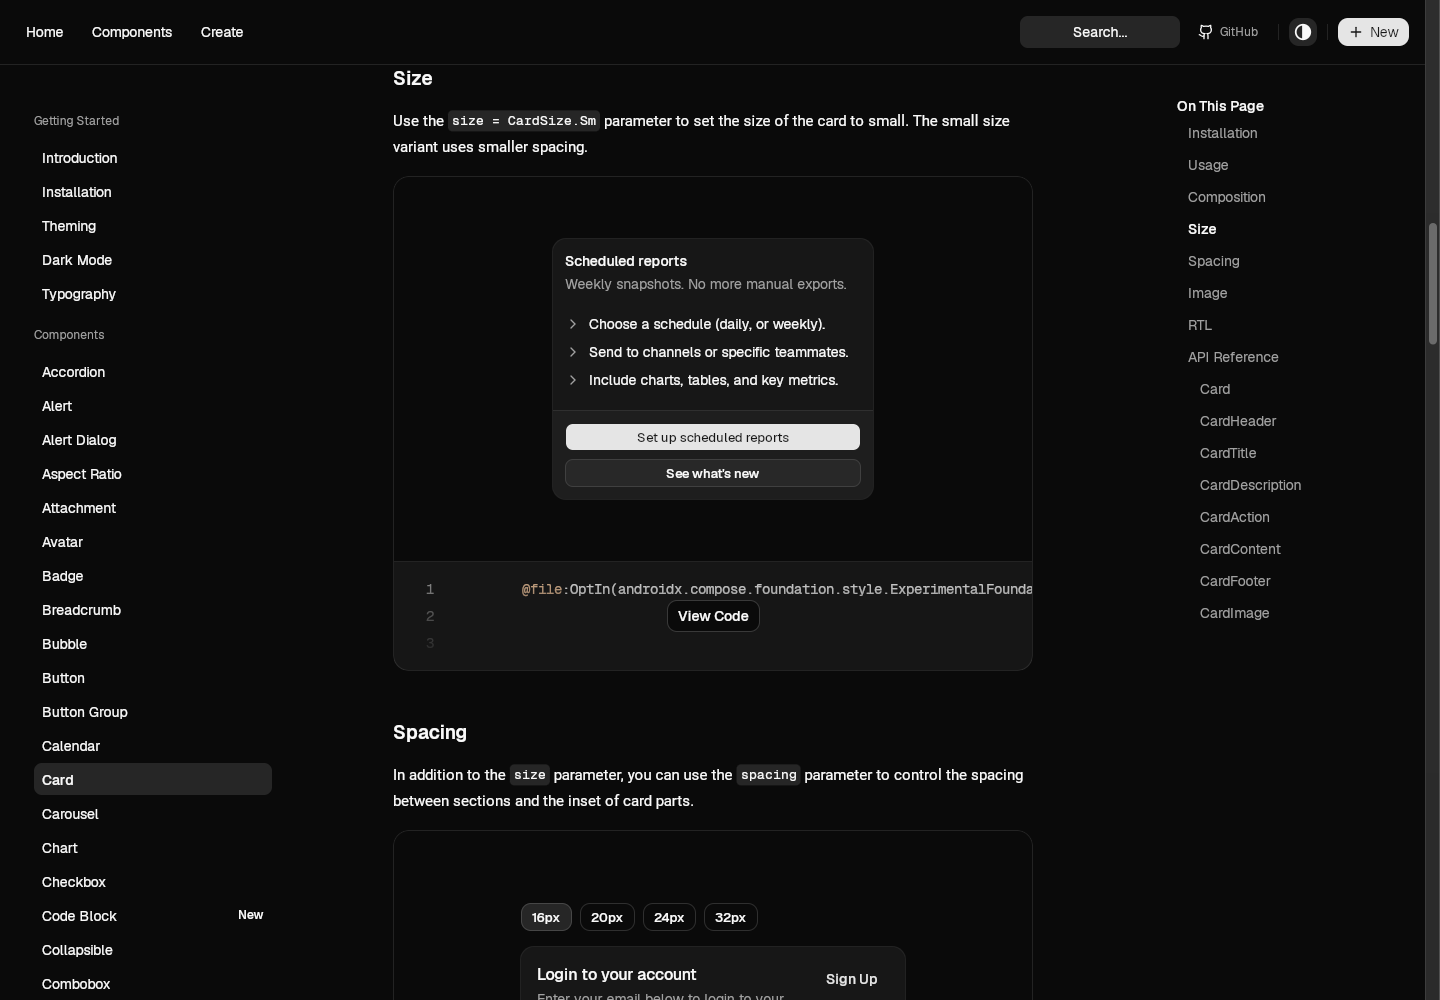 Home
Components
Create
Search...
GitHub
New
Getting Started
Introduction
Installation
Theming
Dark Mode
Typography
Components
Accordion
Alert
Alert Dialog
Aspect Ratio
Attachment
Avatar
Badge
Breadcrumb
Bubble
Button
Button Group
Calendar
Card
Carousel
Chart
Checkbox
Code Block New
Collapsible
Combobox
Size
Use the size = CardSize.Sm parameter to set the size of the card to small. The small size
variant uses smaller spacing.
Scheduled reports
Weekly snapshots. No more manual exports.
Choose a schedule (daily, or weekly).
Send to channels or specific teammates.
Include charts, tables, and key metrics.
Set up scheduled reports
See what's new
1 @file:OptIn(androidx.compose.foundation.style.ExperimentalFounda
2
View Code
3
Spacing
In addition to the size parameter, you can use the spacing parameter to control the spacing
between sections and the inset of card parts.
16px
20px
24px
32px
Login to your account
Sign Up
Enter your email below to login to your
On This Page
Installation
Usage
Composition
Size
Spacing
Image
RTL
API Reference
Card
CardHeader
CardTitle
CardDescription
CardAction
CardContent
CardFooter
CardImage